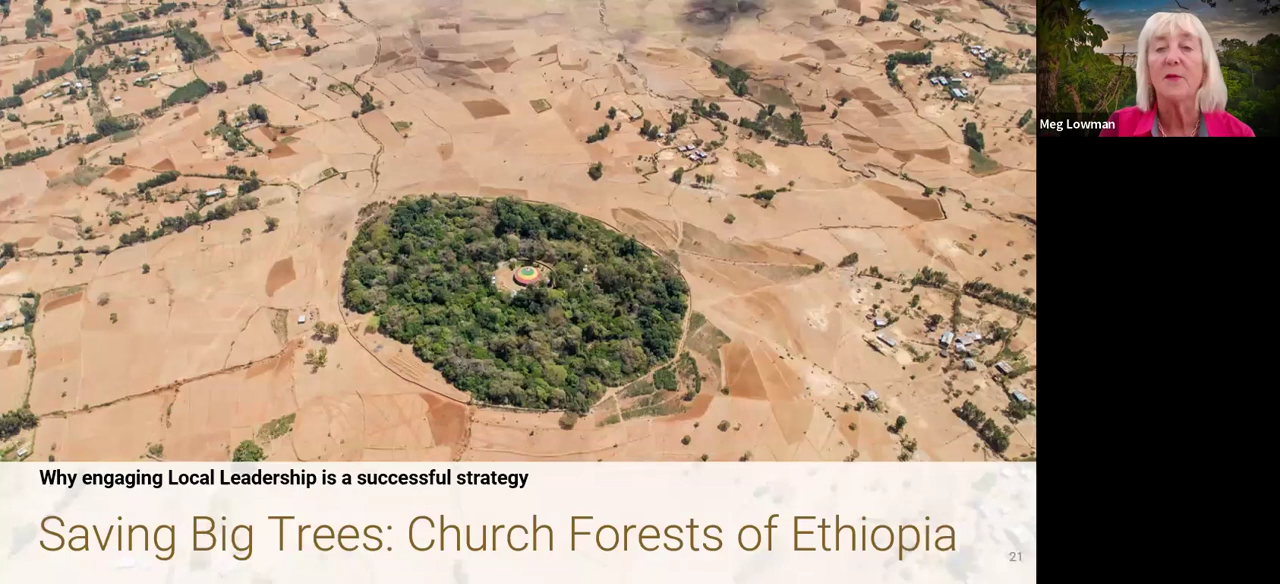 Meg Lowman
Why engaging Local Leadership is a successful strategy
Saving Big Trees: Church Forests of Ethiopia
21